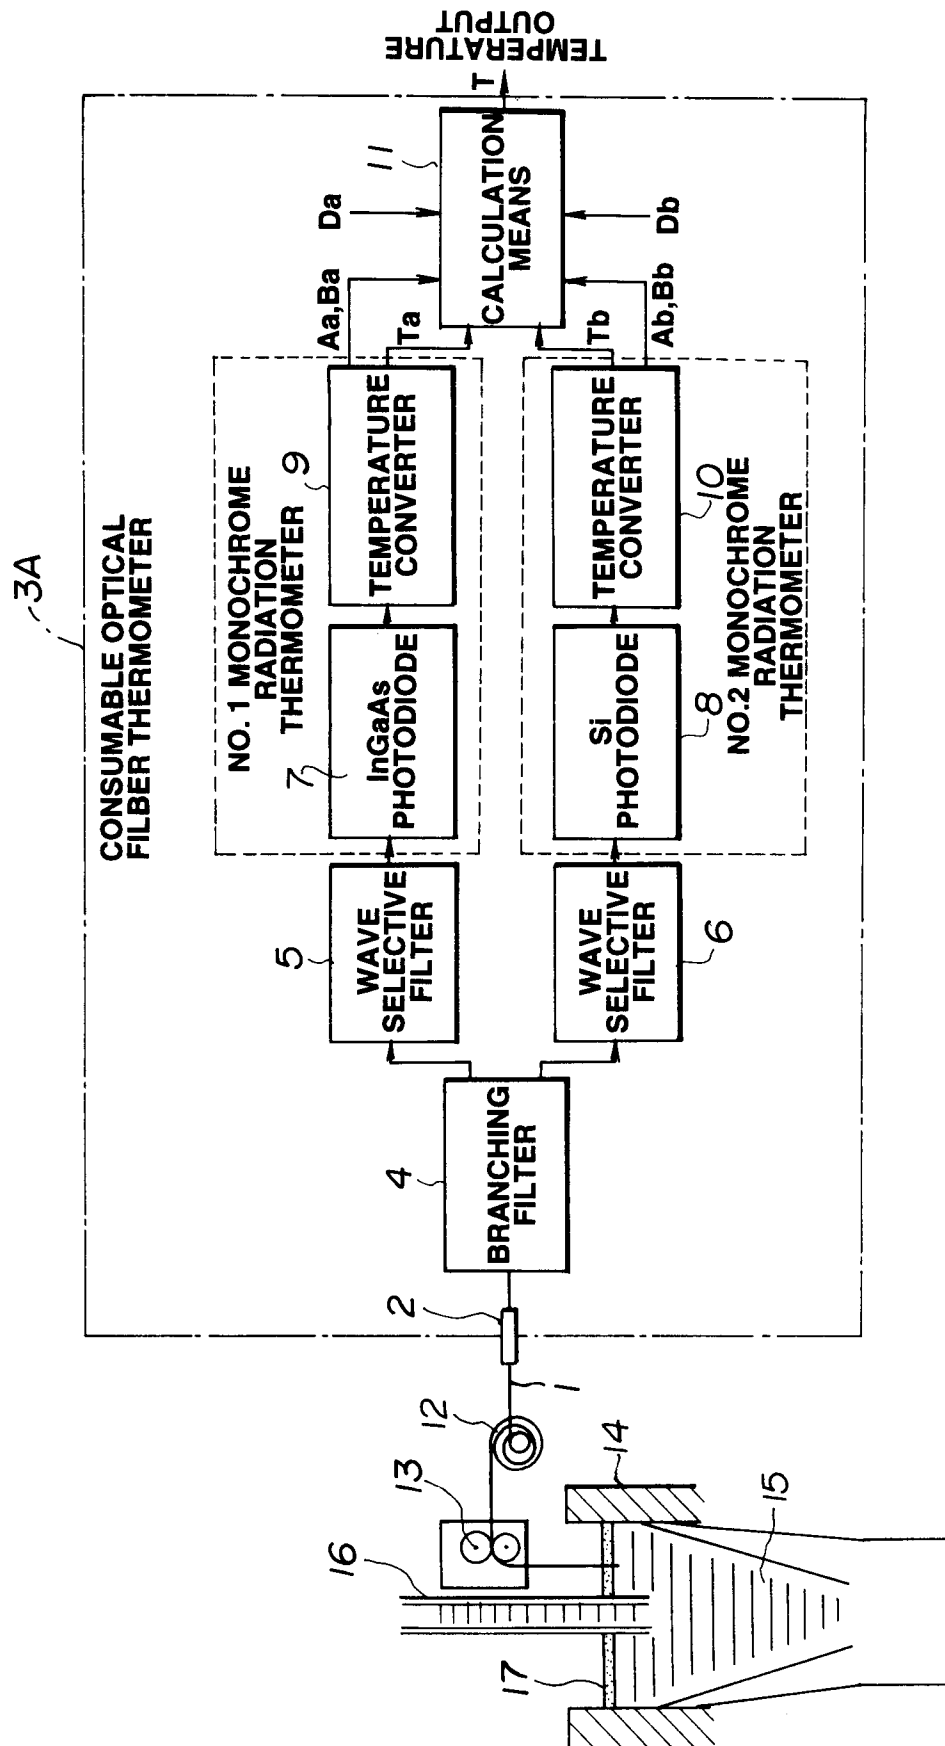 3A
CONSUMABLE OPTICAL
FILBER THERMOMETER
NO. 1 MONOCHROME
RADIATION
THERMOMETER
5
WAVE
SELECTIVE
FILTER
7
InGaAs
PHOTODIODE
9
TEMPERATURE
CONVERTER
Aa,Ba
Ta
Da
11
CALCULATION
MEANS
T
TEMPERATURE
OUTPUT
Db
Tb
Ab,Bb
4
BRANCHING
FILTER
WAVE
SELECTIVE
FILTER
6
Si
PHOTODIODE
8
TEMPERATURE
CONVERTER
10
NO.2 MONOCHROME
RADIATION
THERMOMETER
2
1
12
13
16
14
15
17